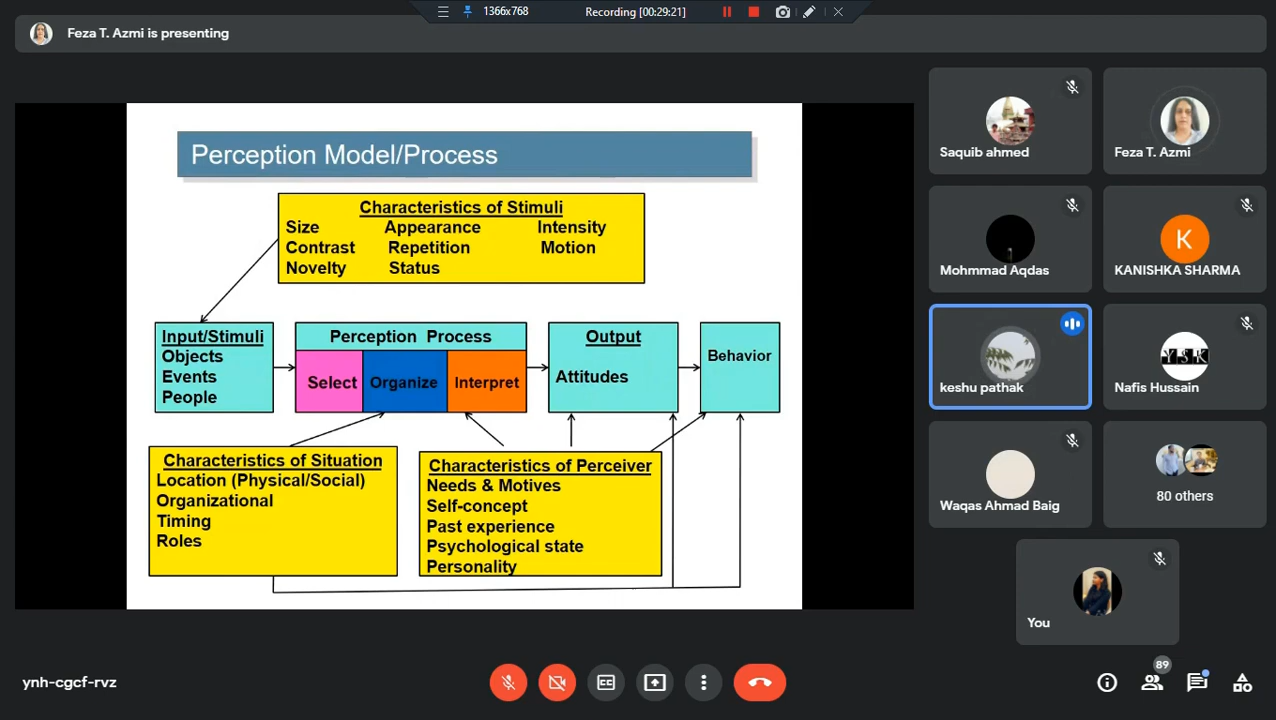 1366x768
Recording [00:29:21]
Feza T. Azmi is presenting
Perception Model/Process
Characteristics of Stimuli
Size Appearance Intensity
Contrast Repetition Motion
Novelty Status
Input/Stimuli
Objects
Events
People
Perception Process
Select Organize Interpret
Output
Attitudes
Behavior
Characteristics of Situation
Location (Physical/Social)
Organizational
Timing
Roles
Characteristics of Perceiver
Needs & Motives
Self-concept
Past experience
Psychological state
Personality
Saquib ahmed
Feza T. Azmi
Mohmmad Aqdas
K
KANISHKA SHARMA
keshu pathak
YSK
Nafis Hussain
Waqas Ahmad Baig
80 others
You
ynh-cgcf-rvz
CC
89